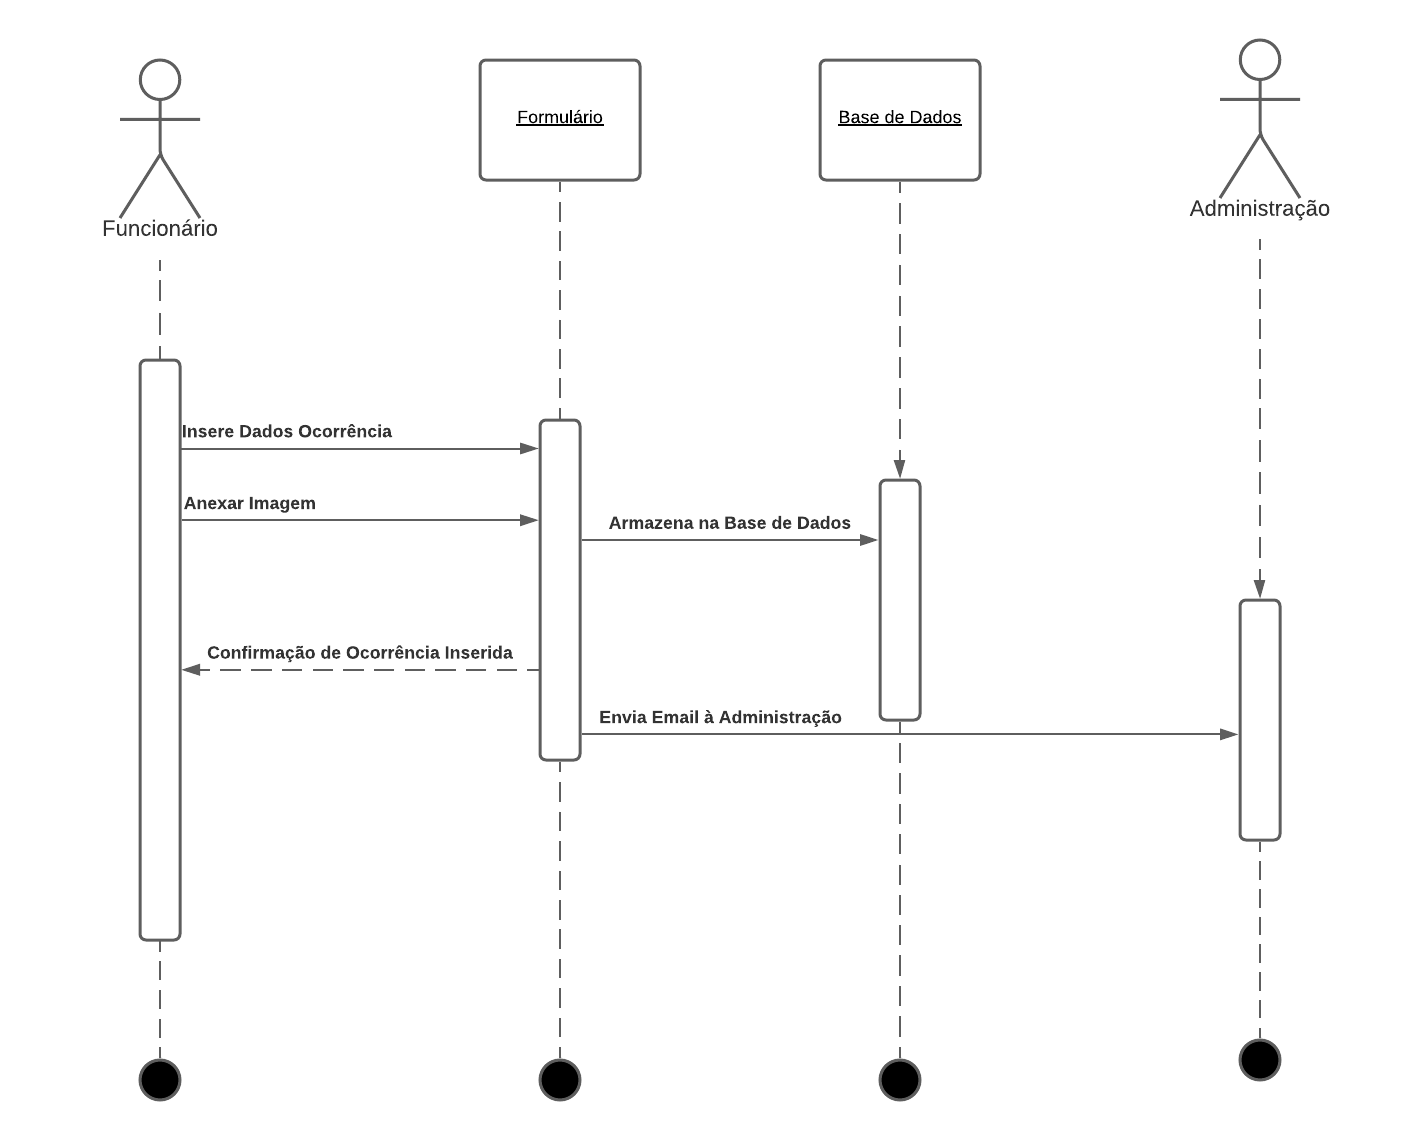 Formulário
Base de Dados
Funcionário
Administração
Insere Dados Ocorrência
Anexar Imagem
Armazena na Base de Dados
Confirmação de Ocorrência Inserida
Envia Email à Administração